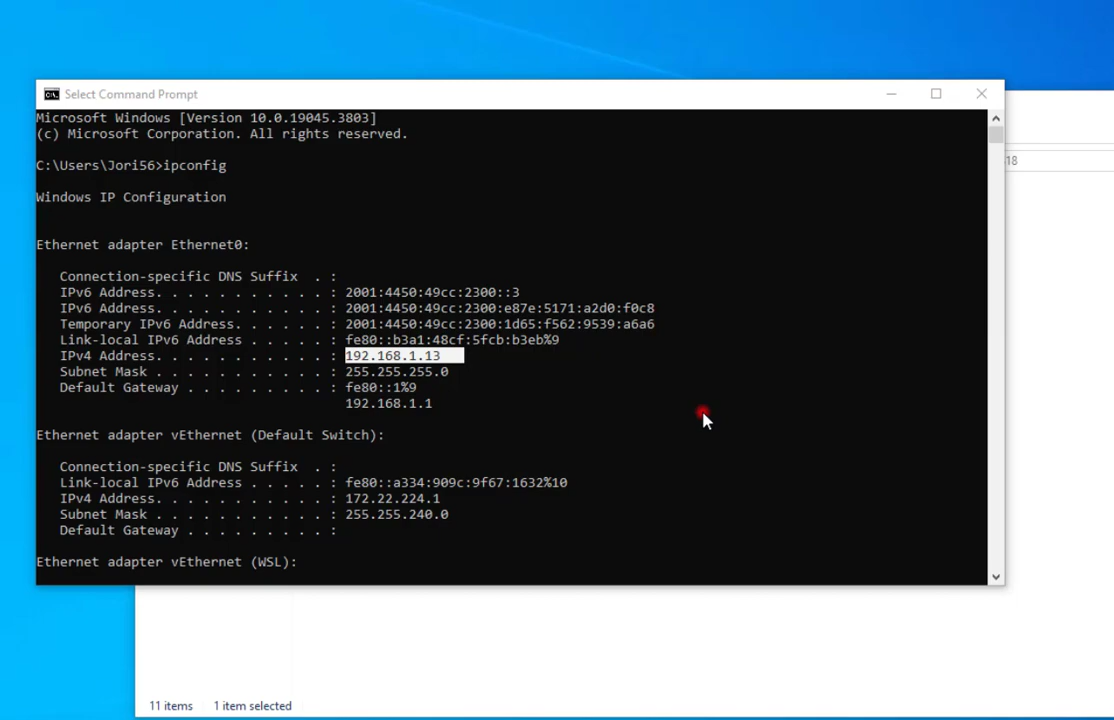 Select Command Prompt
Microsoft Windows [Version 10.0.19045.3803]
(c) Microsoft Corporation. All rights reserved.
C:\Users\Jori56>ipconfig
Windows IP Configuration
Ethernet adapter Ethernet0:
Connection-specific DNS Suffix . :
IPv6 Address. . . . . . . . . . . : 2001:4450:49cc:2300::3
IPv6 Address. . . . . . . . . . . : 2001:4450:49cc:2300:e87e:5171:a2d0:f0c8
Temporary IPv6 Address. . . . . . : 2001:4450:49cc:2300:1d65:f562:9539:a6a6
Link-local IPv6 Address . . . . . : fe80::b3a1:48cf:5fcb:b3eb%9
IPv4 Address. . . . . . . . . . . : 192.168.1.13
Subnet Mask . . . . . . . . . . . : 255.255.255.0
Default Gateway . . . . . . . . . : fe80::1%9
192.168.1.1
Ethernet adapter vEthernet (Default Switch):
Connection-specific DNS Suffix . :
Link-local IPv6 Address . . . . . : fe80::a334:909c:9f67:1632%10
IPv4 Address. . . . . . . . . . . : 172.22.224.1
Subnet Mask . . . . . . . . . . . : 255.255.240.0
Default Gateway . . . . . . . . . :
Ethernet adapter vEthernet (WSL):
11 items 1 item selected